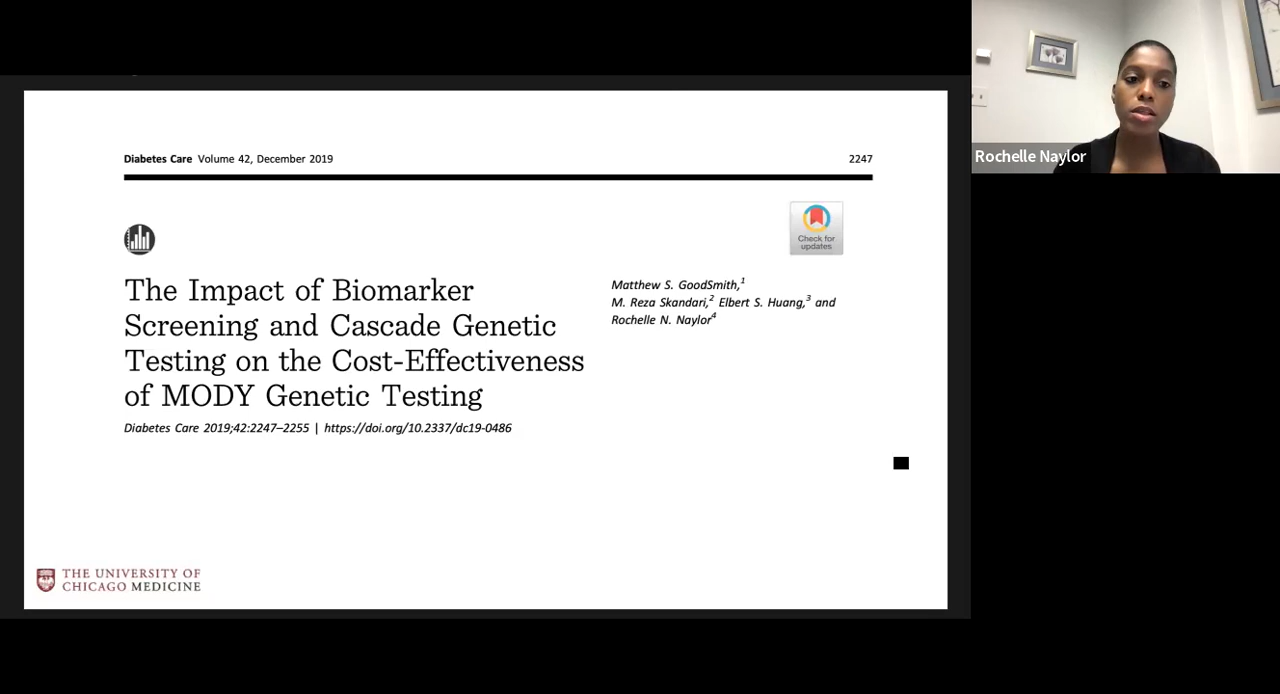 Diabetes Care Volume 42, December 2019
2247
Check for
updates
The Impact of Biomarker
Screening and Cascade Genetic
Testing on the Cost-Effectiveness
of MODY Genetic Testing
Diabetes Care 2019;42:2247–2255 | https://doi.org/10.2337/dc19-0486
Matthew S. GoodSmith,1
M. Reza Skandari,2 Elbert S. Huang,3 and
Rochelle N. Naylor4
THE UNIVERSITY OF
CHICAGO MEDICINE
Rochelle Naylor